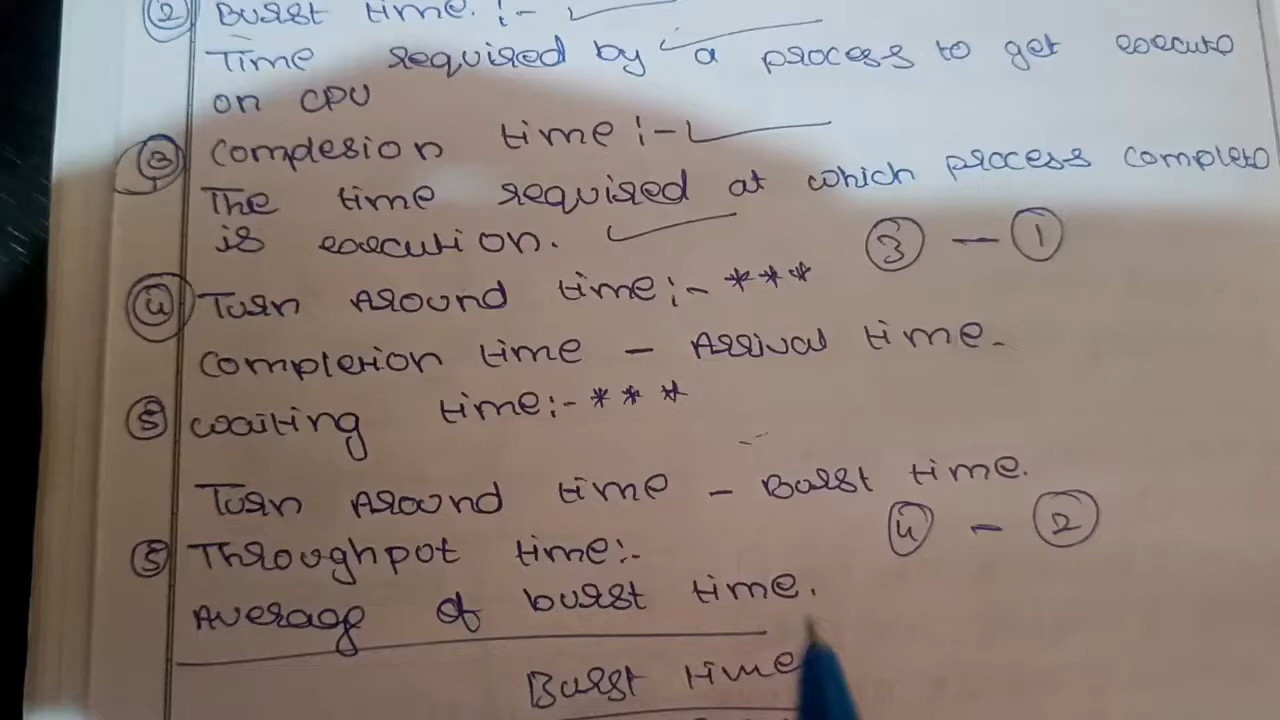 ② Burst time :-
Time required by a process to get execute
on CPU
③ Comdesion time :-
The time required at which process complete
is execution.
③ — ①
④ Turn Around time :- ***
Completion time - Arrival time.
⑤ Waiting time :- ***
Turn Around time - Burst time.
④ - ②
⑤ Throughpot time :-
Average of burst time.
Burst time